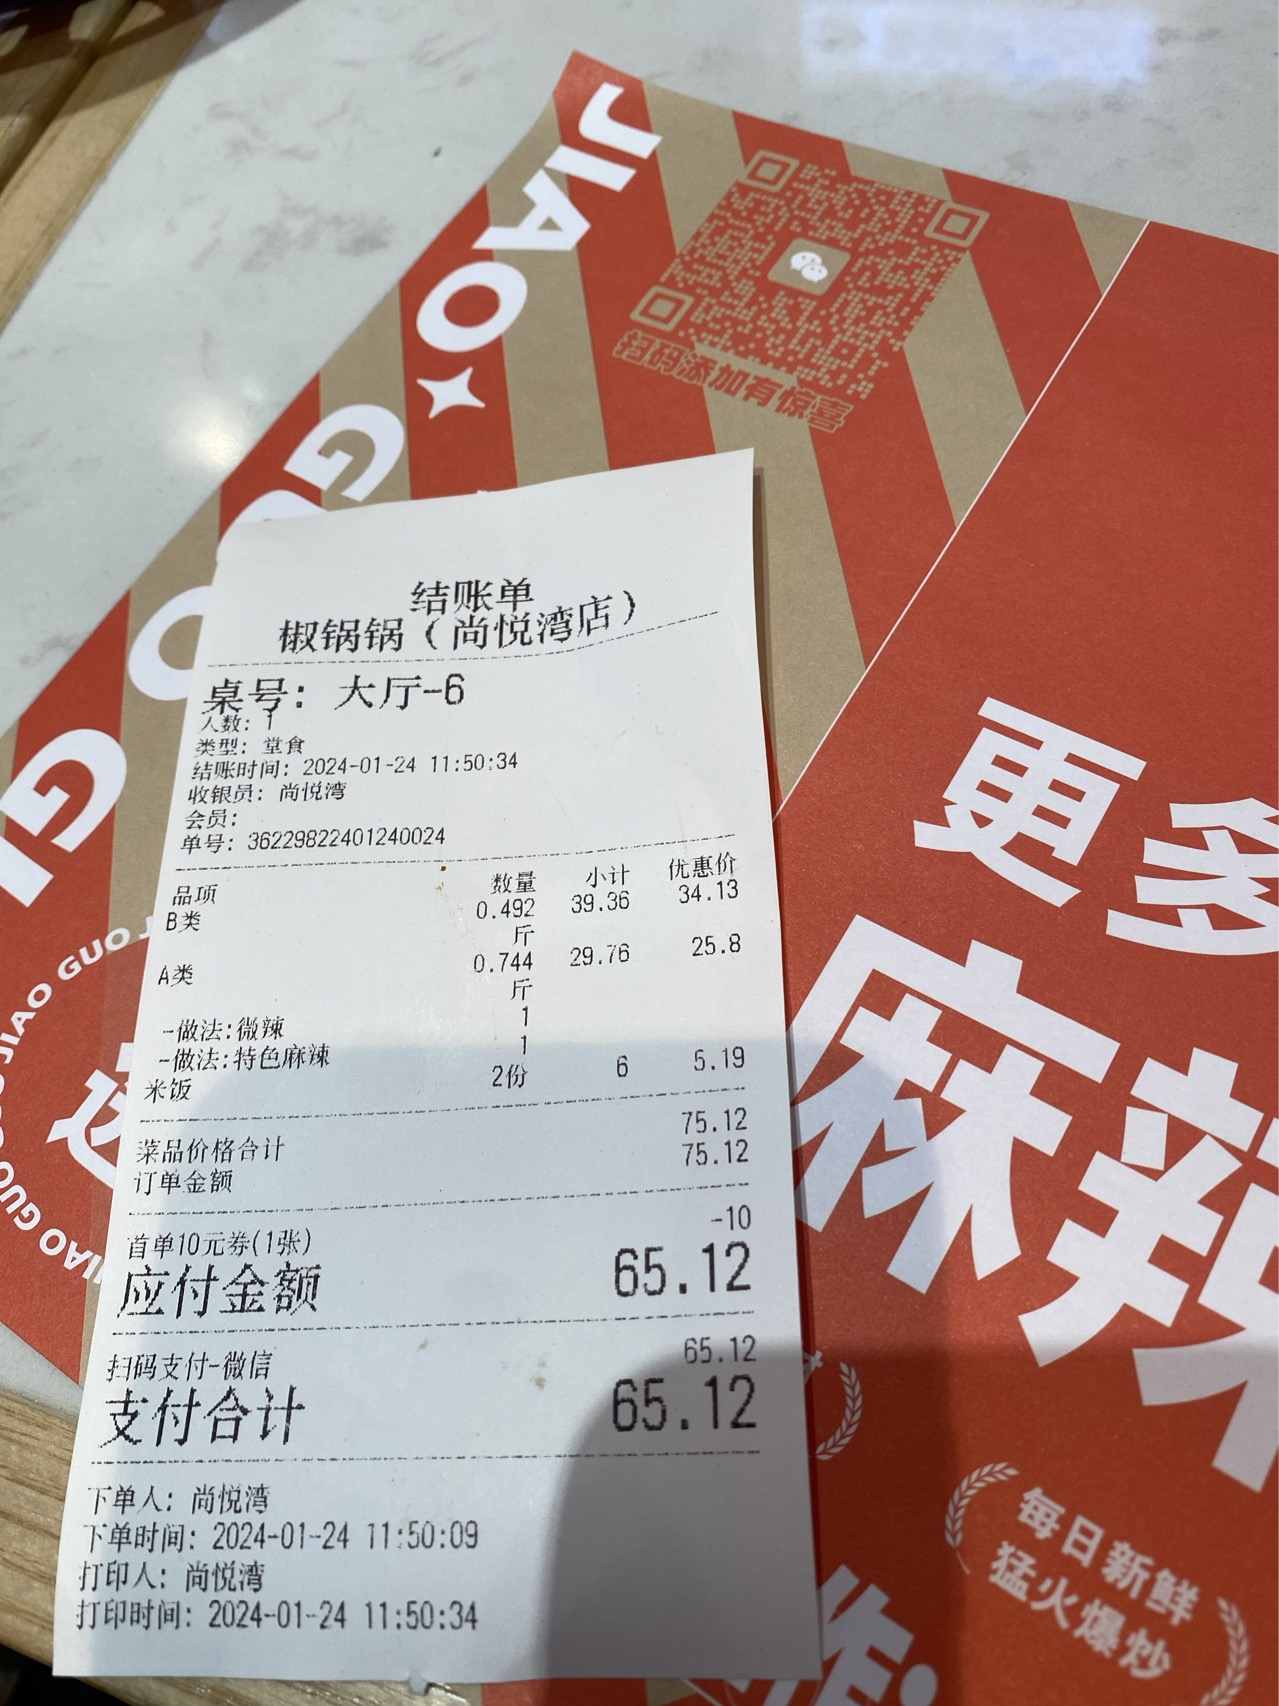 JIAO
GUO
GUO
扫码添加有惊喜
结账单
椒锅锅（尚悦湾店）
桌号：大厅-6
人数：1
类型：堂食
结账时间：2024-01-24 11:50:34
收银员：尚悦湾
会员：
单号：36229822401240024
品项 数量 小计 优惠价
B类 0.492 39.36 34.13
斤
A类 0.744 29.76 25.8
斤
-做法:微辣 1
-做法:特色麻辣 1
米饭 2份 6 5.19
菜品价格合计 75.12
订单金额 75.12
首单10元券(1张) -10
应付金额 65.12
扫码支付-微信 65.12
支付合计 65.12
下单人：尚悦湾
下单时间：2024-01-24 11:50:09
打印人：尚悦湾
打印时间：2024-01-24 11:50:34
更多
麻辣
每日新鲜
猛火爆炒
JIAO GUO